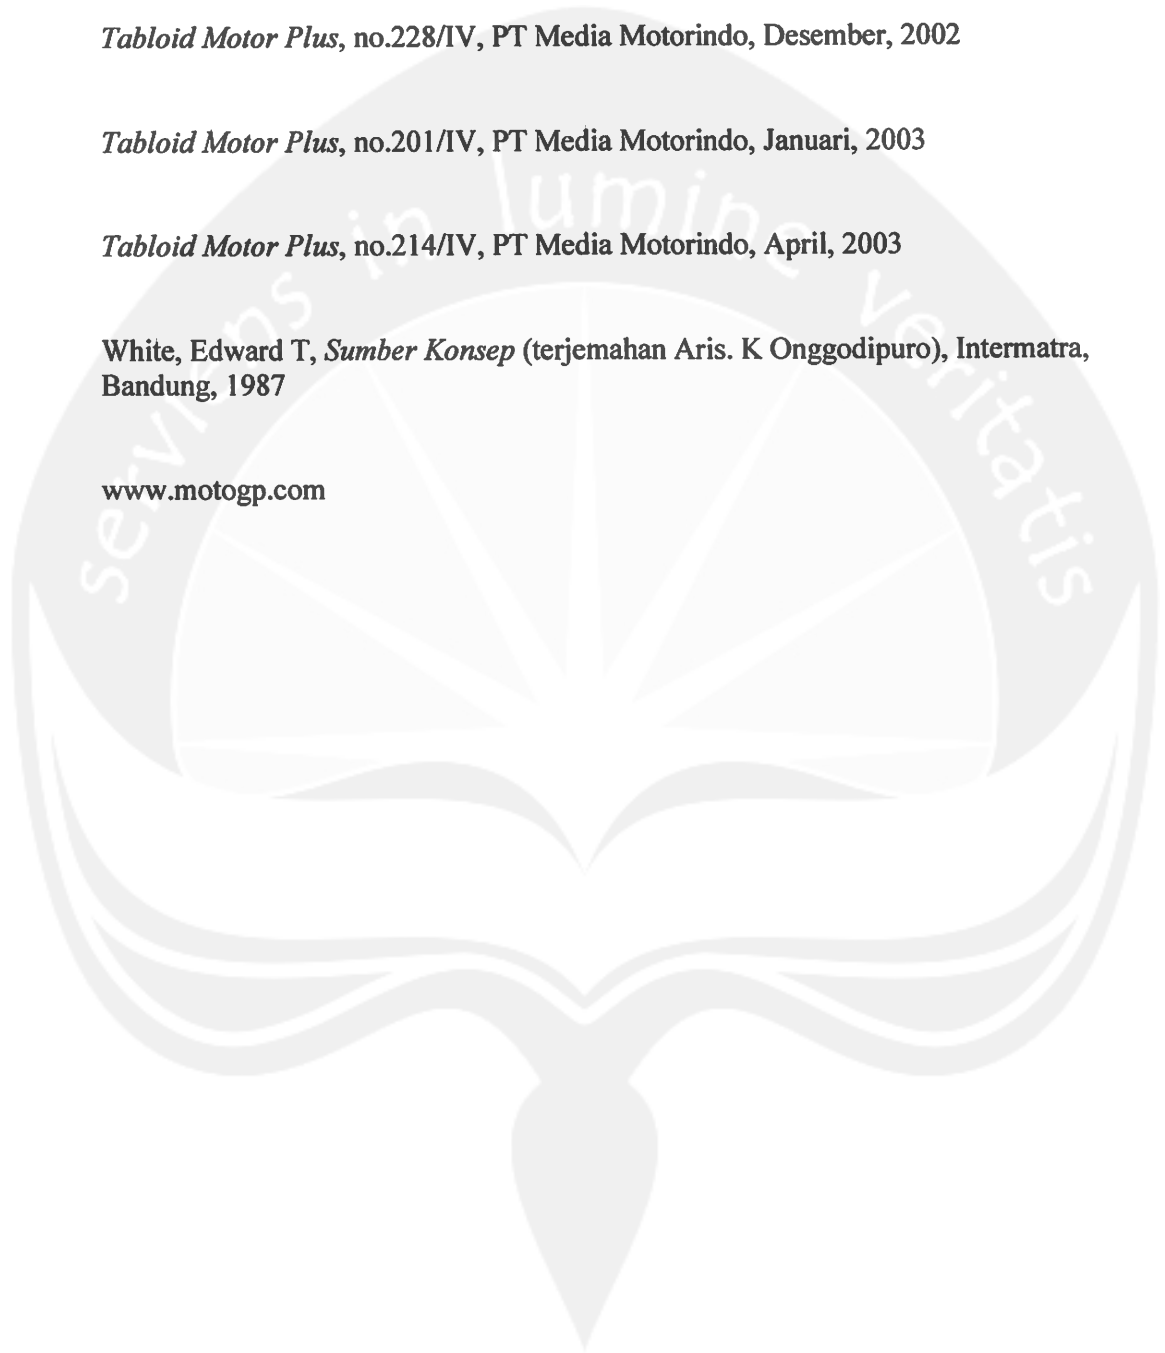 Tabloid Motor Plus, no.228/IV, PT Media Motorindo, Desember, 2002
Tabloid Motor Plus, no.201/IV, PT Media Motorindo, Januari, 2003
Tabloid Motor Plus, no.214/IV, PT Media Motorindo, April, 2003
White, Edward T, Sumber Konsep (terjemahan Aris. K Onggodipuro), Intermatra,
Bandung, 1987
www.motogp.com
serviens in lumine veritatis